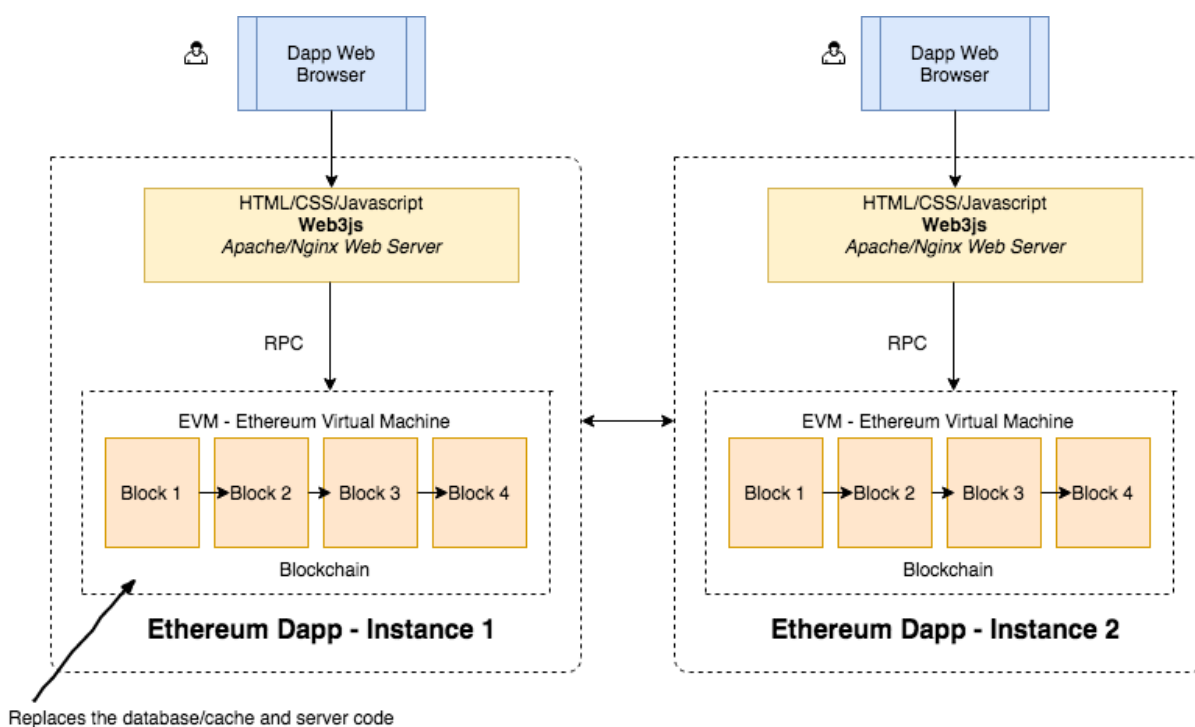 Dapp Web
Browser
Dapp Web
Browser
HTML/CSS/Javascript
Web3js
Apache/Nginx Web Server
HTML/CSS/Javascript
Web3js
Apache/Nginx Web Server
RPC
RPC
EVM - Ethereum Virtual Machine
Block 1
Block 2
Block 3
Block 4
Blockchain
EVM - Ethereum Virtual Machine
Block 1
Block 2
Block 3
Block 4
Blockchain
Ethereum Dapp - Instance 1
Ethereum Dapp - Instance 2
Replaces the database/cache and server code